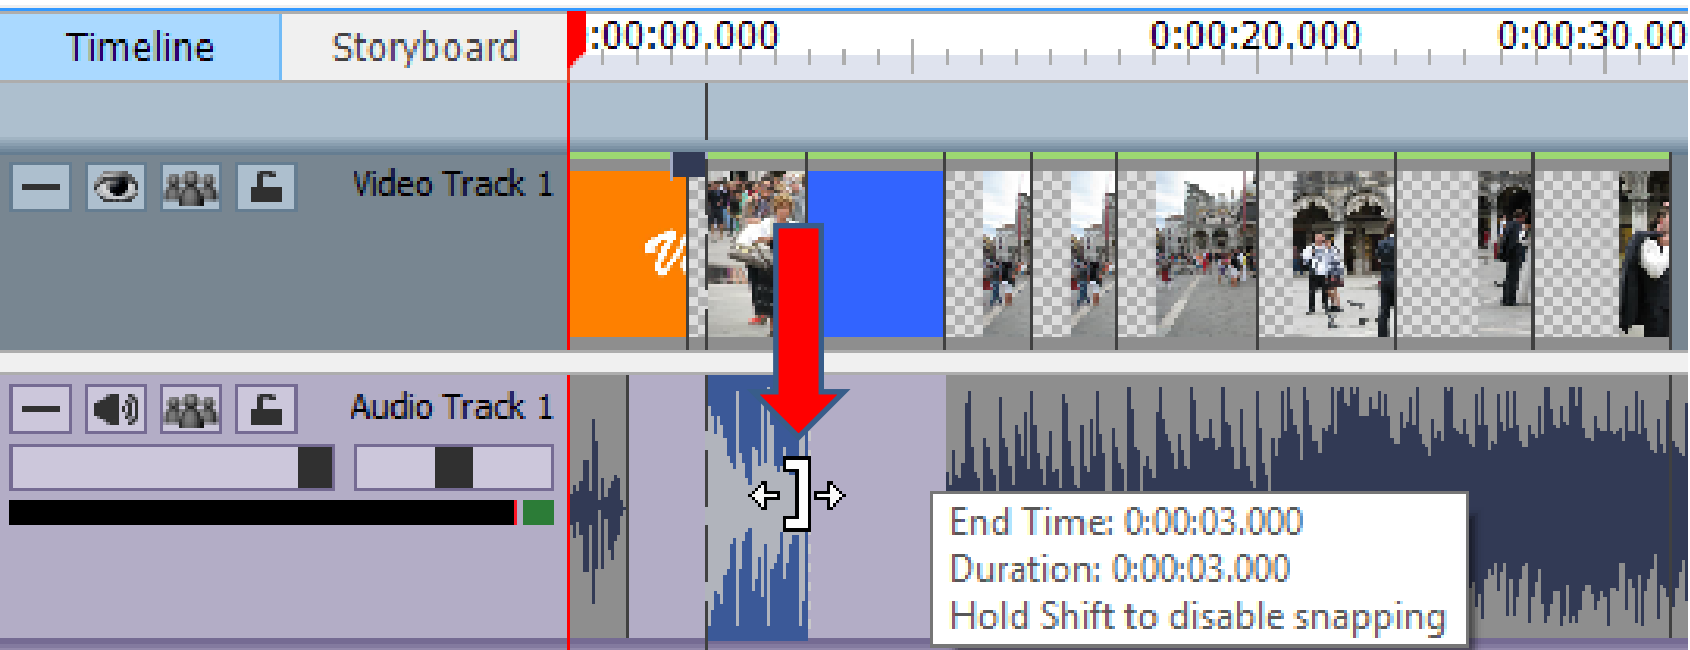 Timeline
Storyboard
:00:00.000
0:00:20.000
0:00:30.00
Video Track 1
Audio Track 1
End Time: 0:00:03.000
Duration: 0:00:03.000
Hold Shift to disable snapping